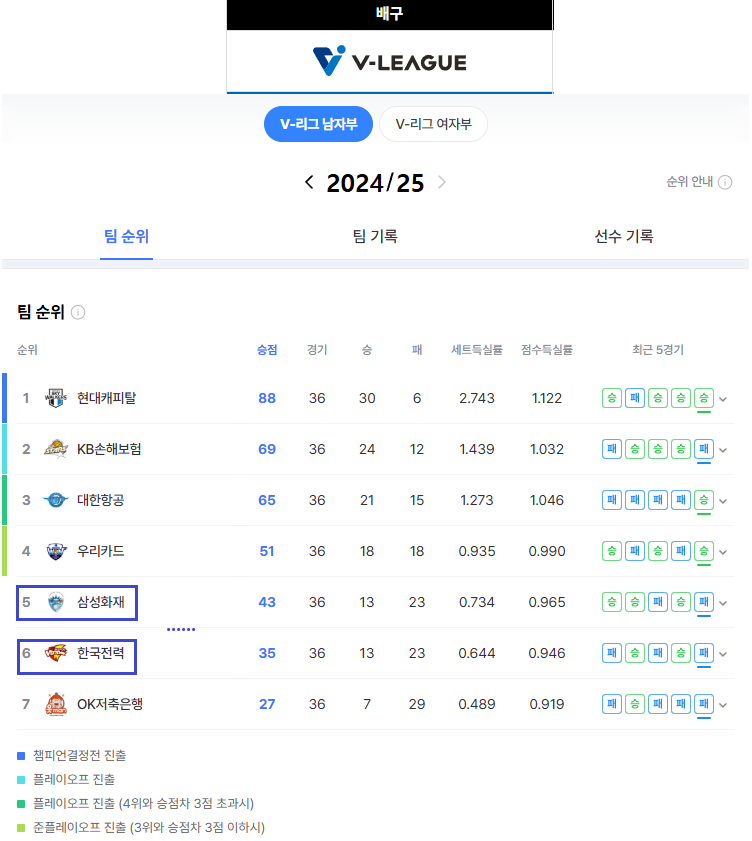 배구
V-LEAGUE
V-리그 남자부 V-리그 여자부
2024/25
순위 안내
팀 순위 팀 기록 선수 기록
팀 순위
순위 승점 경기 승 패 세트득실률 점수득실률 최근 5경기
1 현대캐피탈 88 36 30 6 2.743 1.122 승 패 승 승 승
2 KB손해보험 69 36 24 12 1.439 1.032 패 승 승 승 패
3 대한항공 65 36 21 15 1.273 1.046 패 패 패 패 승
4 우리카드 51 36 18 18 0.935 0.990 승 패 승 패 승
5 삼성화재 43 36 13 23 0.734 0.965 승 승 패 승 패
6 한국전력 35 36 13 23 0.644 0.946 패 승 패 승 패
7 OK저축은행 27 36 7 29 0.489 0.919 패 승 패 패 패
챔피언결정전 진출
플레이오프 진출
플레이오프 진출 (4위와 승점차 3점 초과시)
준플레이오프 진출 (3위와 승점차 3점 이하시)